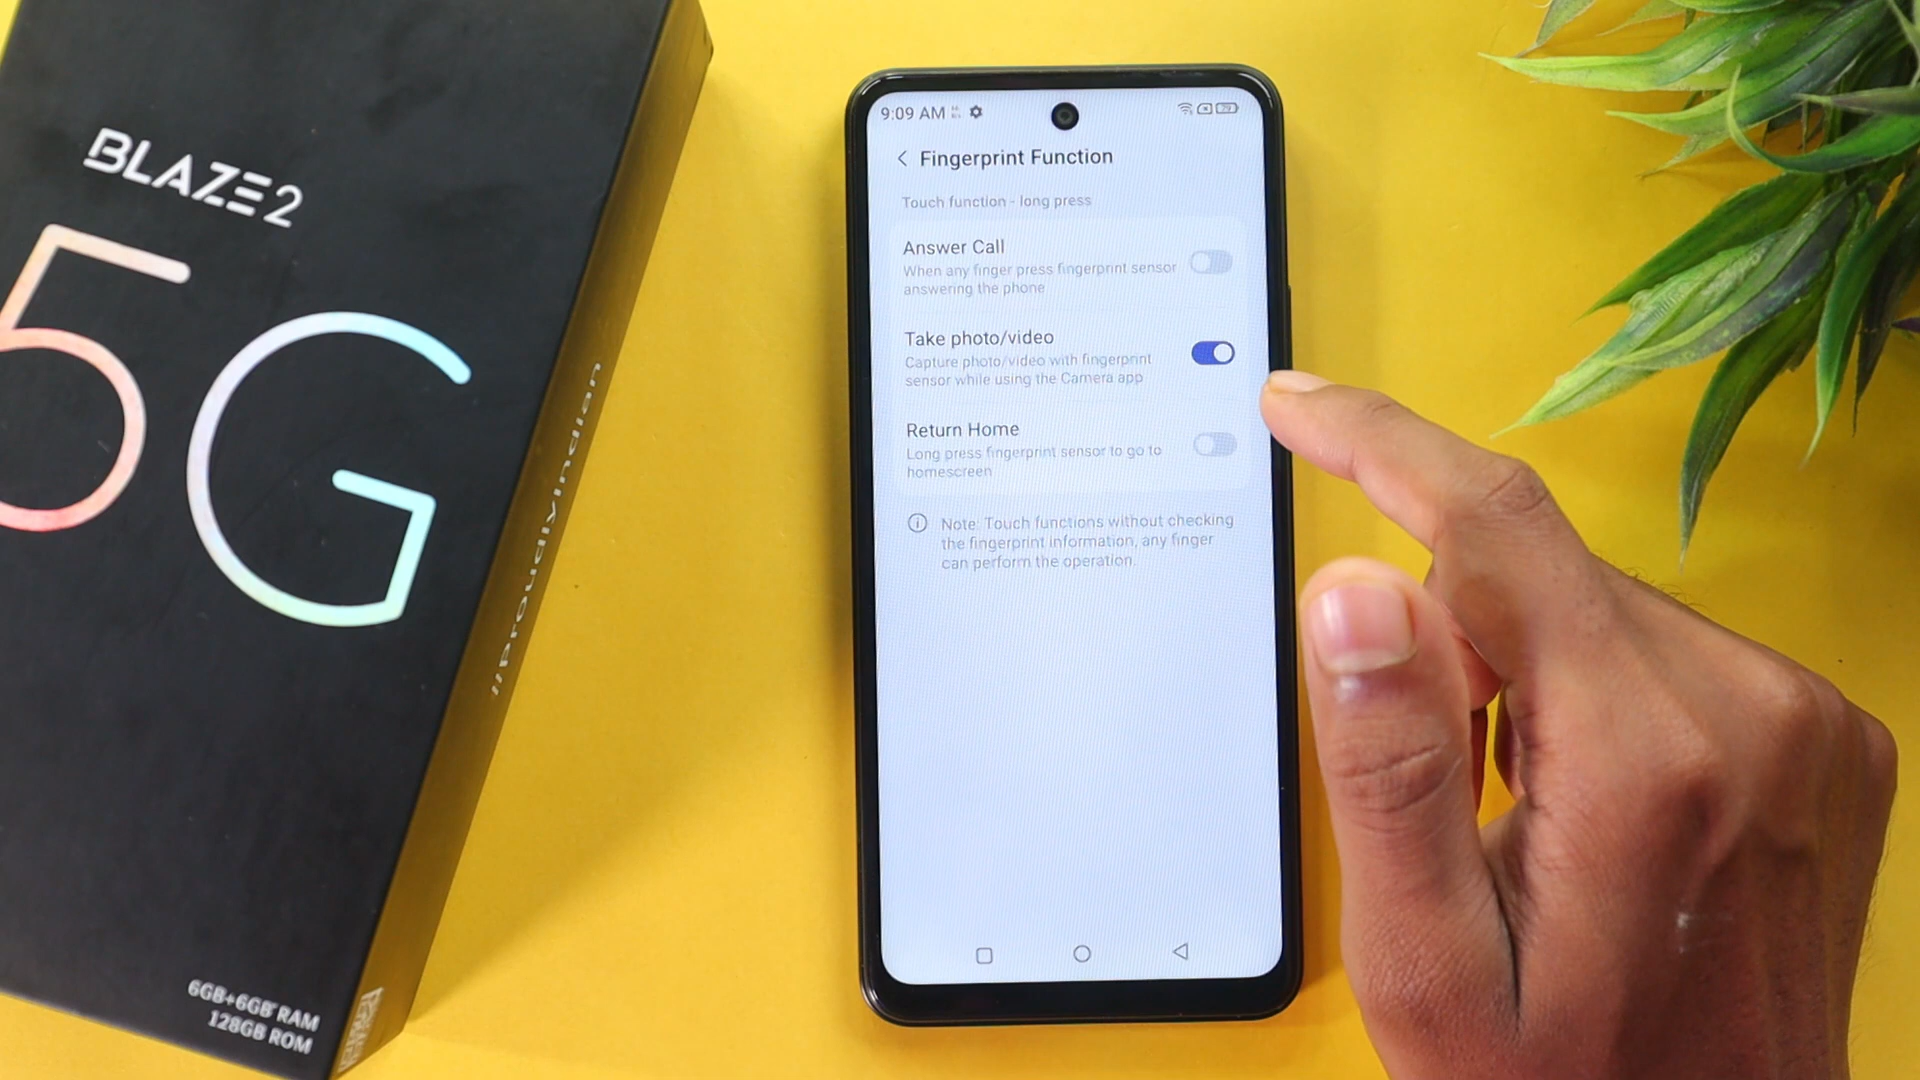 BLAZE 2
5G
#ProudlyIndian
6GB+6GB* RAM
128GB ROM
9:09 AM
79
Fingerprint Function
Touch function - long press
Answer Call
When any finger press fingerprint sensor
answering the phone
Take photo/video
Capture photo/video with fingerprint
sensor while using the Camera app
Return Home
Long press fingerprint sensor to go to
homescreen
Note: Touch functions without checking
the fingerprint information, any finger
can perform the operation.